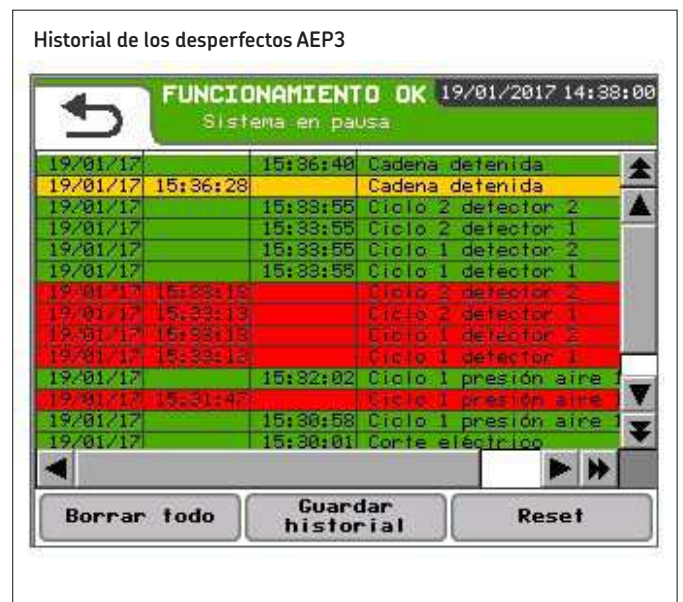 Historial de los desperfectos AEP3
FUNCIONAMIENTO OK 19/01/2017 14:38:00
Sistema en pausa
19/01/17 15:36:40 Cadena detenida
19/01/17 15:36:28 Cadena detenida
19/01/17 15:33:55 Ciclo 2 detector 2
19/01/17 15:33:55 Ciclo 2 detector 1
19/01/17 15:33:55 Ciclo 1 detector 2
19/01/17 15:33:55 Ciclo 1 detector 1
19/01/17 15:33:13 Ciclo 2 detector 2
19/01/17 15:33:13 Ciclo 2 detector 1
19/01/17 15:33:13 Ciclo 1 detector 2
19/01/17 15:33:13 Ciclo 1 detector 1
19/01/17 15:32:02 Ciclo 1 presión aire 1
19/01/17 15:31:47 Ciclo 1 presión aire 1
19/01/17 15:30:58 Ciclo 1 presión aire 1
19/01/17 15:30:01 Corte eléctrico
Borrar todo Guardar historial Reset